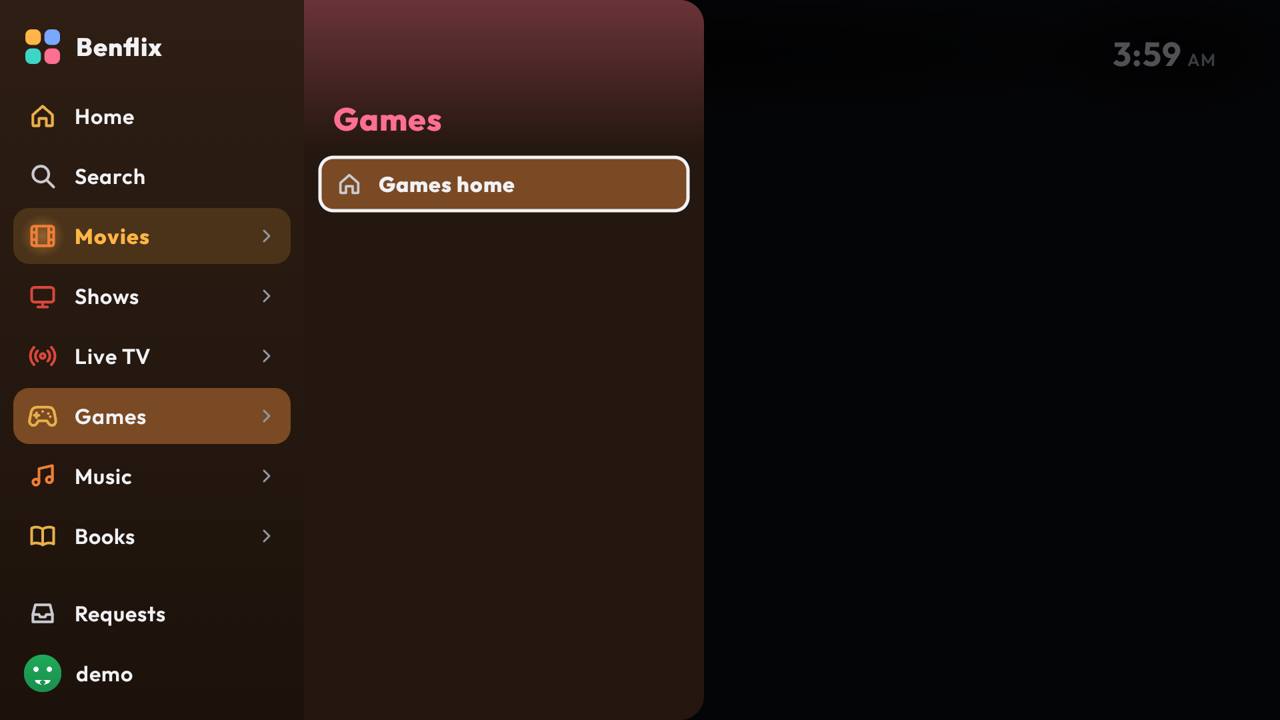 Benflix
Home
Search
Movies
Shows
Live TV
Games
Music
Books
Requests
demo
Games
Games home
3:59 AM